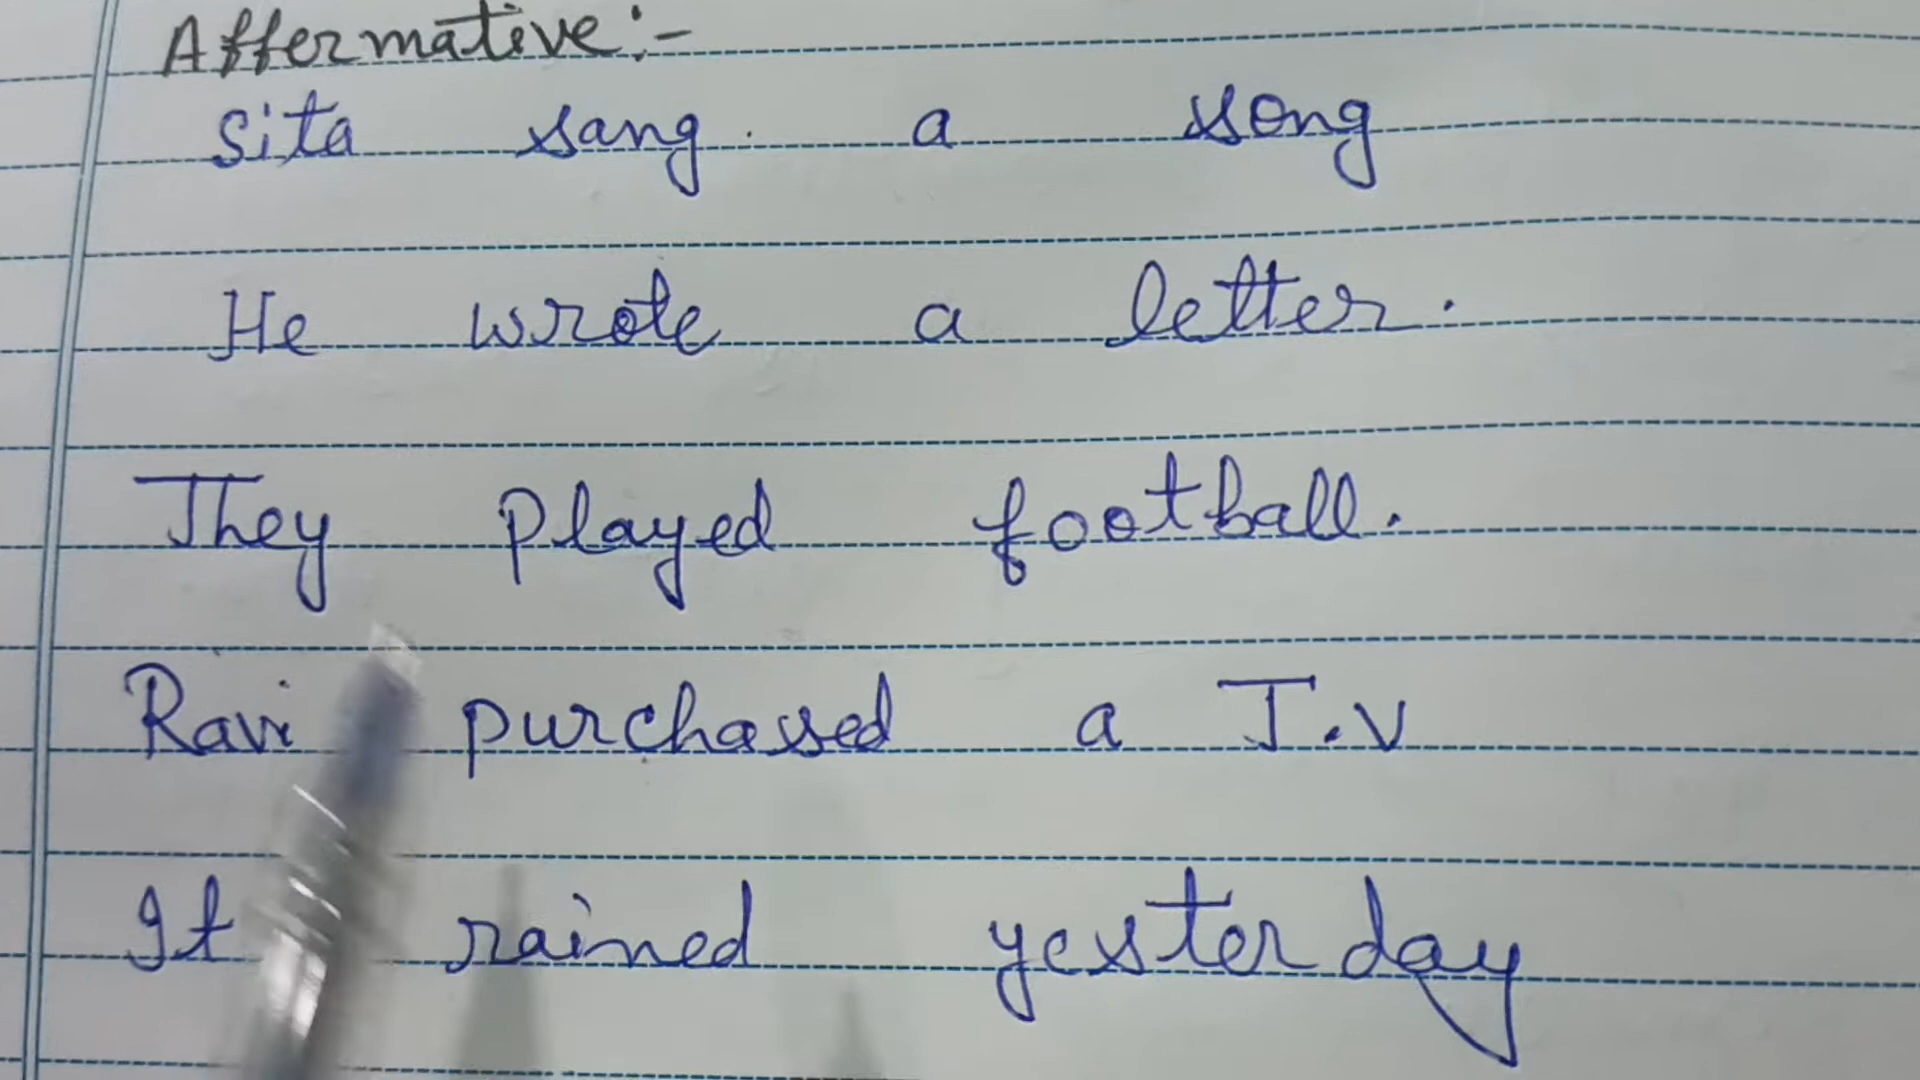 Affermative:-
Sita sang a song
He wrote a letter.
They played football.
Ravi purchased a T.V
It rained yesterday